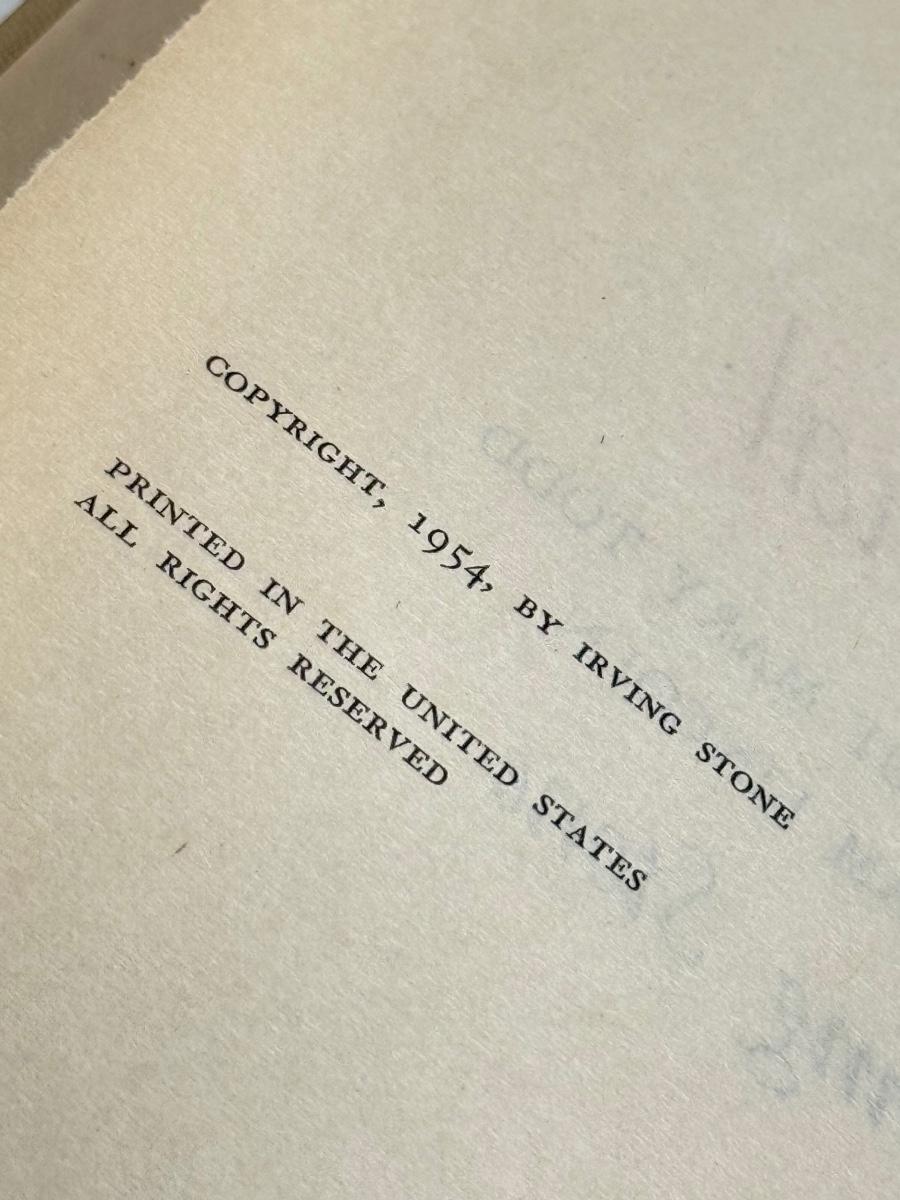 COPYRIGHT, 1954, BY IRVING STONE
PRINTED IN THE UNITED STATES
ALL RIGHTS RESERVED